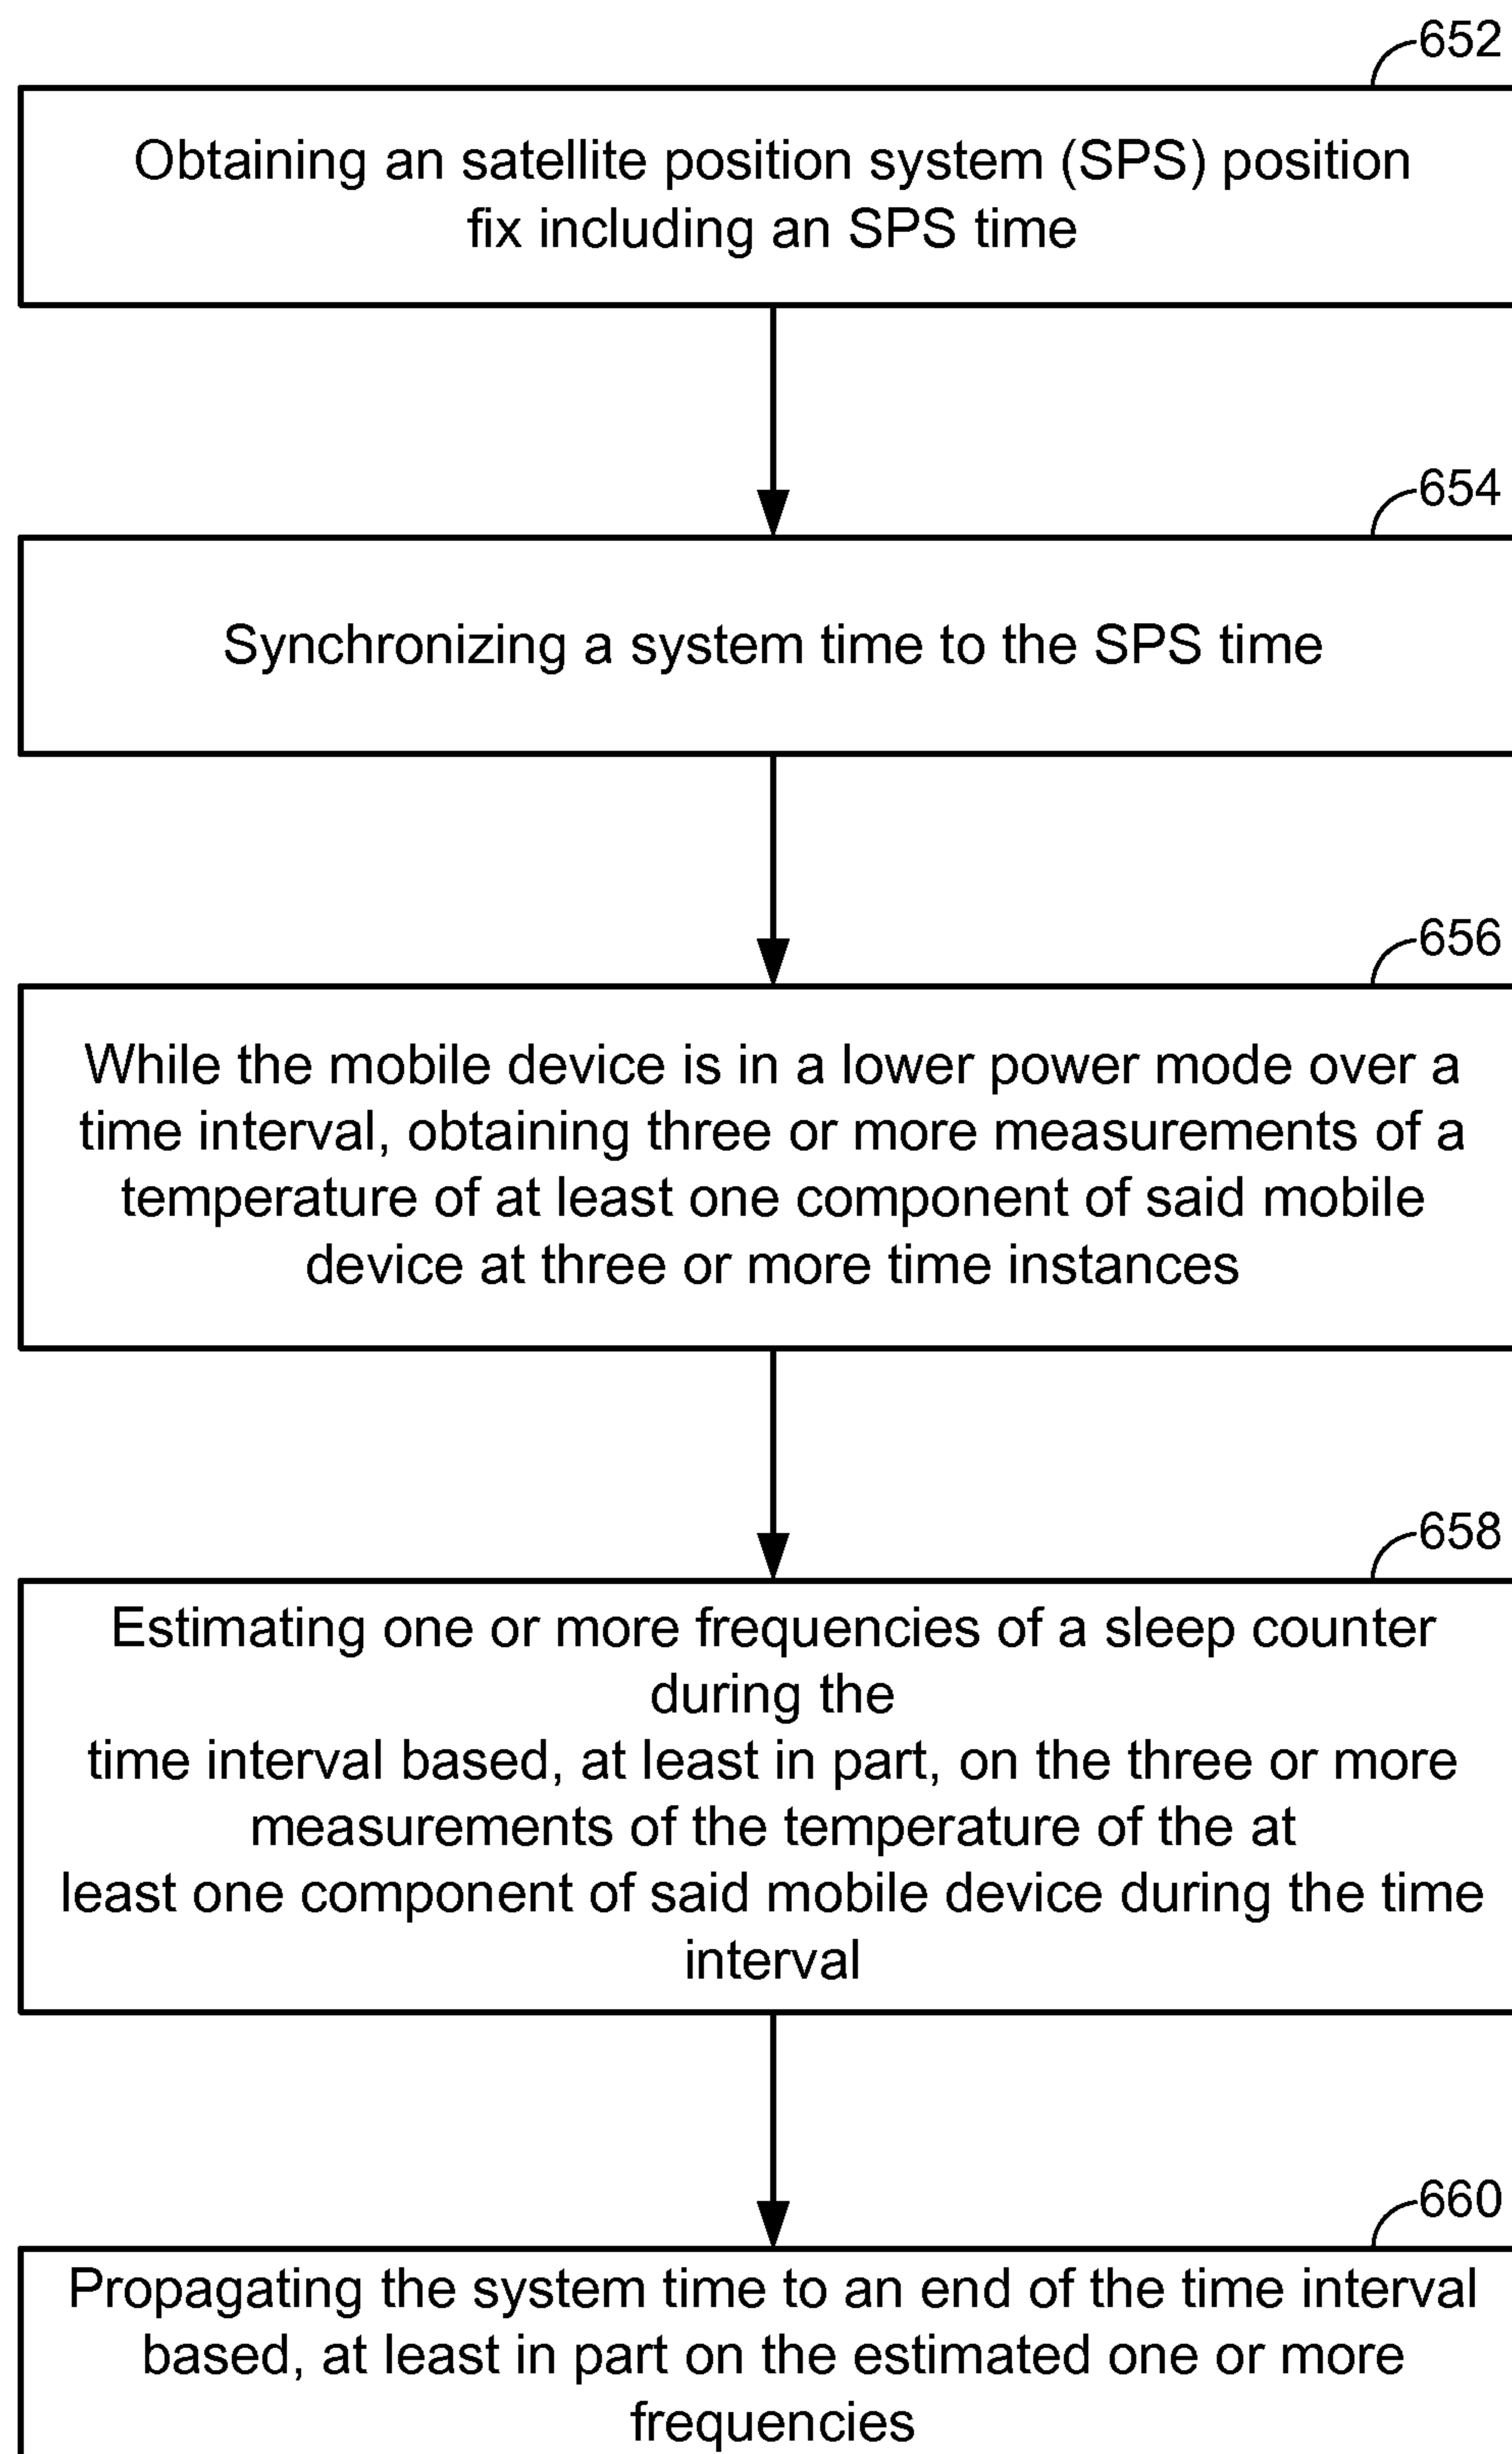 652
Obtaining an satellite position system (SPS) position
fix including an SPS time
654
Synchronizing a system time to the SPS time
656
While the mobile device is in a lower power mode over a
time interval, obtaining three or more measurements of a
temperature of at least one component of said mobile
device at three or more time instances
658
Estimating one or more frequencies of a sleep counter
during the
time interval based, at least in part, on the three or more
measurements of the temperature of the at
least one component of said mobile device during the time
interval
660
Propagating the system time to an end of the time interval
based, at least in part on the estimated one or more
frequencies